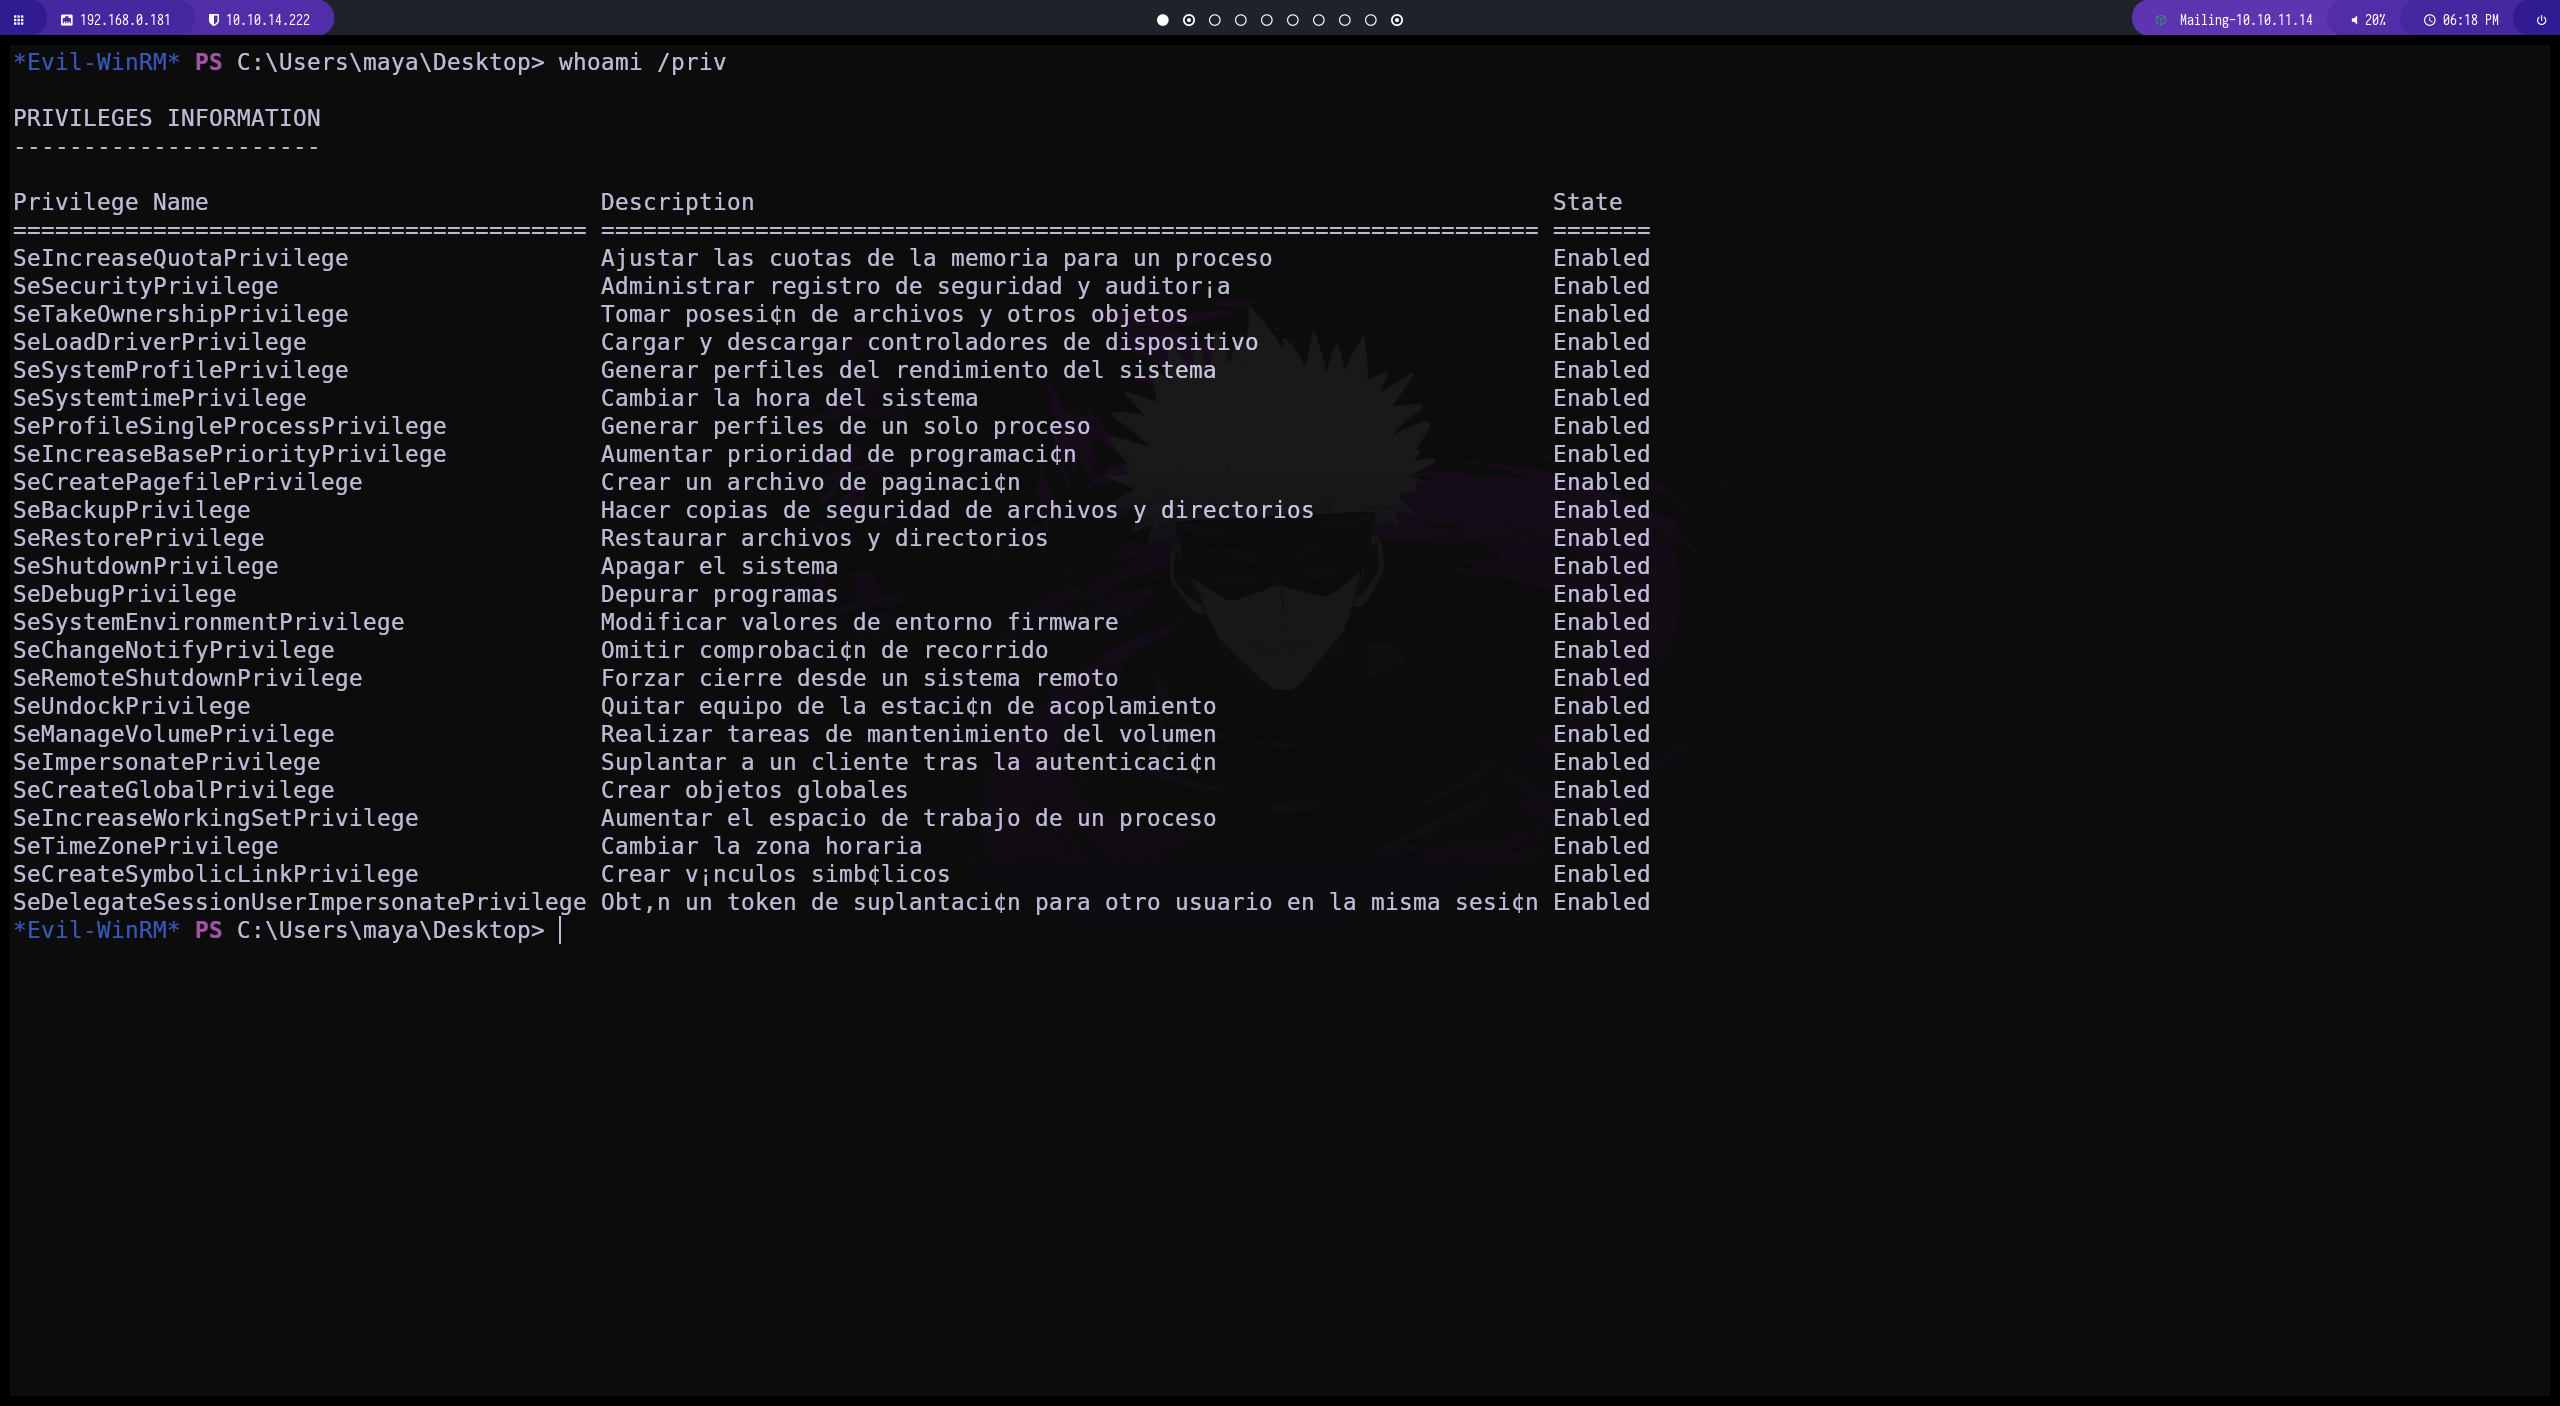 192.168.0.181 10.10.14.222 Mailing-10.10.11.14 20% 06:18 PM
*Evil-WinRM* PS C:\Users\maya\Desktop> whoami /priv
PRIVILEGES INFORMATION
----------------------
Privilege Name Description State
========================================= =================================================================== =======
SeIncreaseQuotaPrivilege Ajustar las cuotas de la memoria para un proceso Enabled
SeSecurityPrivilege Administrar registro de seguridad y auditor¡a Enabled
SeTakeOwnershipPrivilege Tomar posesi¢n de archivos y otros objetos Enabled
SeLoadDriverPrivilege Cargar y descargar controladores de dispositivo Enabled
SeSystemProfilePrivilege Generar perfiles del rendimiento del sistema Enabled
SeSystemtimePrivilege Cambiar la hora del sistema Enabled
SeProfileSingleProcessPrivilege Generar perfiles de un solo proceso Enabled
SeIncreaseBasePriorityPrivilege Aumentar prioridad de programaci¢n Enabled
SeCreatePagefilePrivilege Crear un archivo de paginaci¢n Enabled
SeBackupPrivilege Hacer copias de seguridad de archivos y directorios Enabled
SeRestorePrivilege Restaurar archivos y directorios Enabled
SeShutdownPrivilege Apagar el sistema Enabled
SeDebugPrivilege Depurar programas Enabled
SeSystemEnvironmentPrivilege Modificar valores de entorno firmware Enabled
SeChangeNotifyPrivilege Omitir comprobaci¢n de recorrido Enabled
SeRemoteShutdownPrivilege Forzar cierre desde un sistema remoto Enabled
SeUndockPrivilege Quitar equipo de la estaci¢n de acoplamiento Enabled
SeManageVolumePrivilege Realizar tareas de mantenimiento del volumen Enabled
SeImpersonatePrivilege Suplantar a un cliente tras la autenticaci¢n Enabled
SeCreateGlobalPrivilege Crear objetos globales Enabled
SeIncreaseWorkingSetPrivilege Aumentar el espacio de trabajo de un proceso Enabled
SeTimeZonePrivilege Cambiar la zona horaria Enabled
SeCreateSymbolicLinkPrivilege Crear v¡nculos simb¢licos Enabled
SeDelegateSessionUserImpersonatePrivilege Obt‚n un token de suplantaci¢n para otro usuario en la misma sesi¢n Enabled
*Evil-WinRM* PS C:\Users\maya\Desktop>